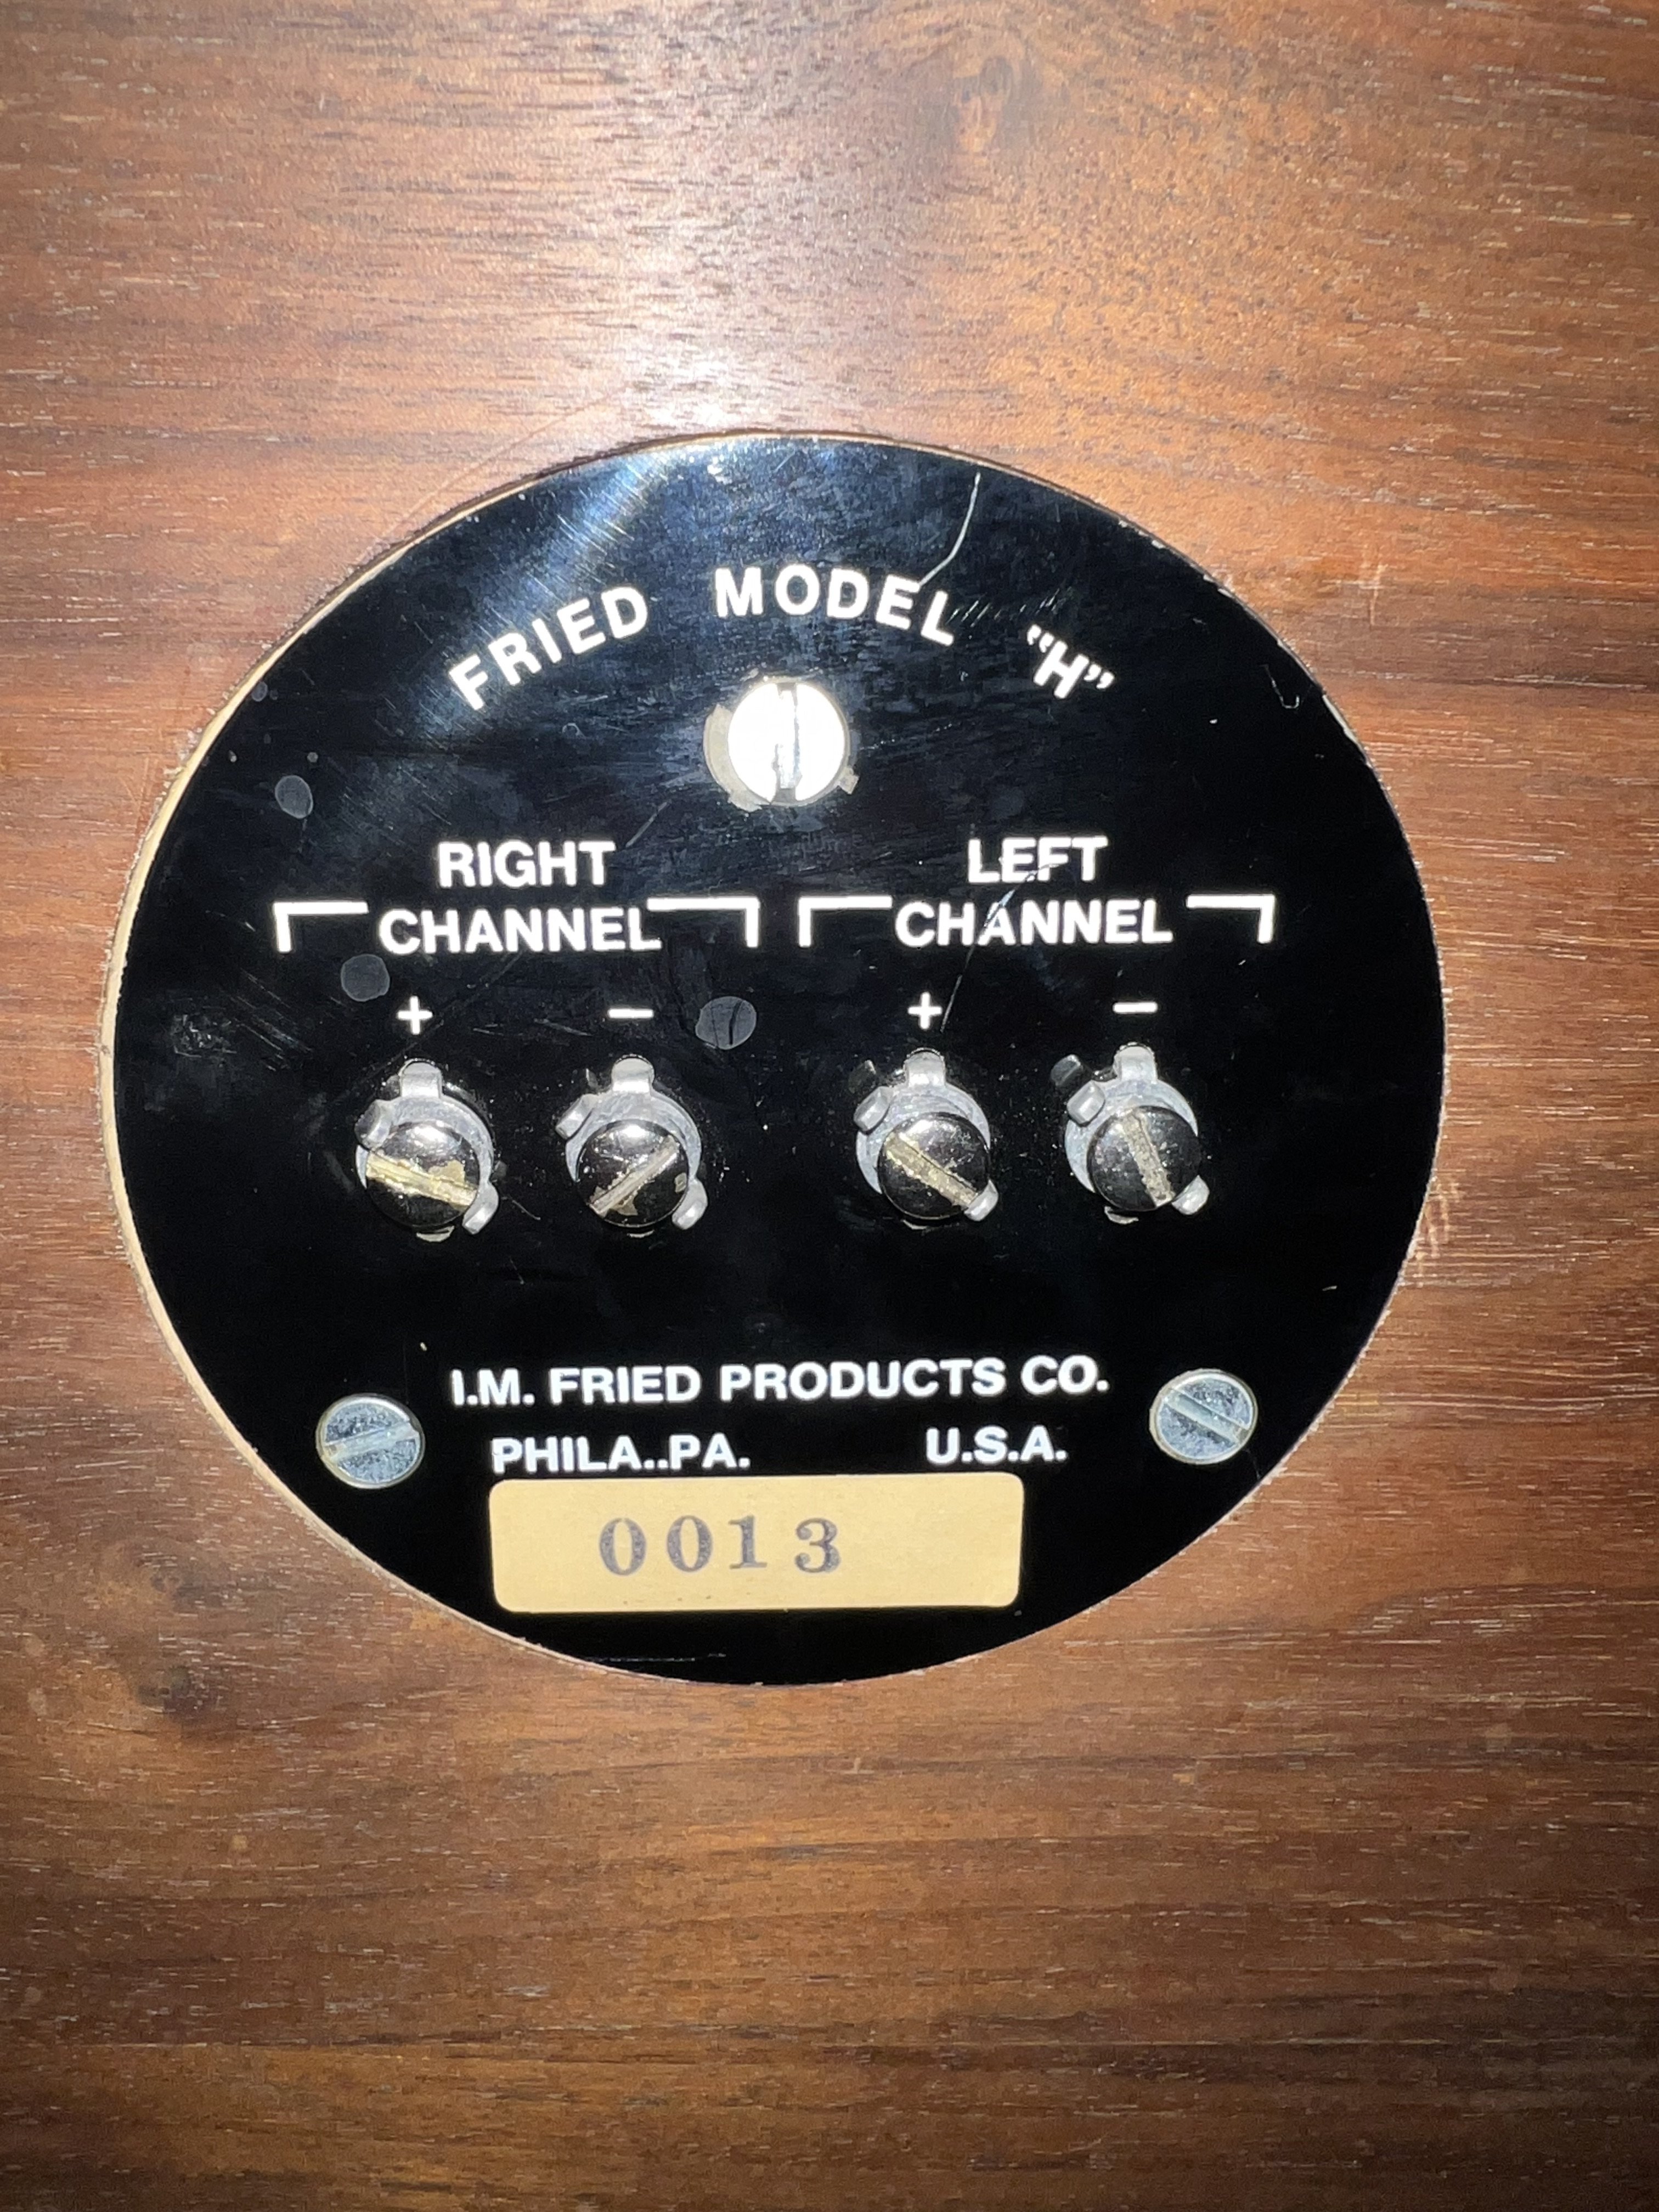 FRIED MODEL "H"
RIGHT CHANNEL
LEFT CHANNEL
+ − + −
I.M. FRIED PRODUCTS CO.
PHILA..PA. U.S.A.
0013